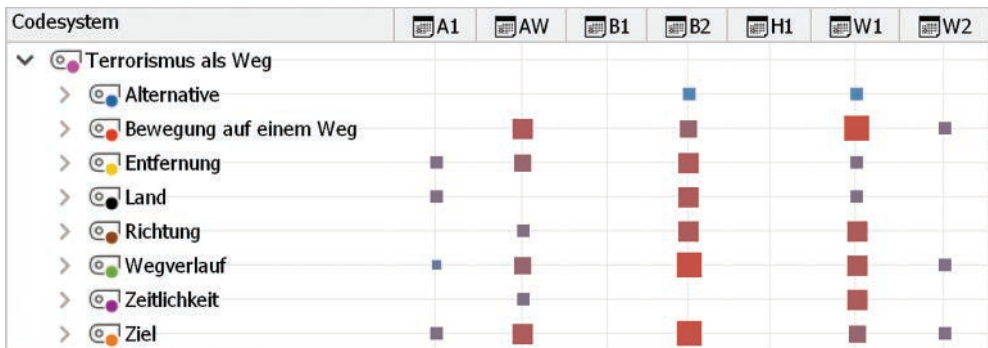 Codesystem A1 AW B1 B2 H1 W1 W2
Terrorismus als Weg
Alternative
Bewegung auf einem Weg
Entfernung
Land
Richtung
Wegverlauf
Zeitlichkeit
Ziel